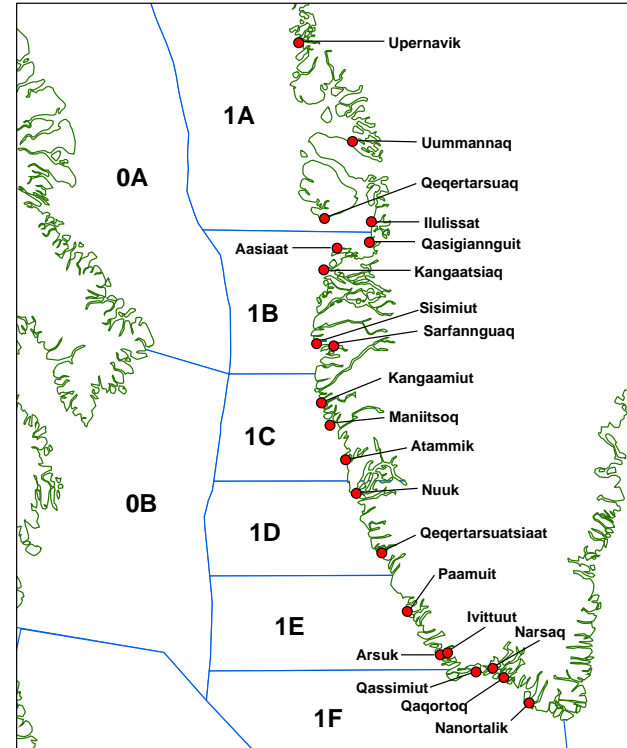 Upernavik
1A
Uummannaq
0A
Qeqertarsuaq
Ilulissat
Aasiaat
Qasigiannguit
Kangaatsiaq
Sisimiut
1B
Sarfannguaq
Kangaamiut
Maniitsoq
1C
Atammik
Nuuk
0B
1D
Qeqertarsuatsiaat
Paamuit
1E
Ivittuut
Narsaq
Arsuk
Qassimiut
Qaqortoq
Nanortalik
1F